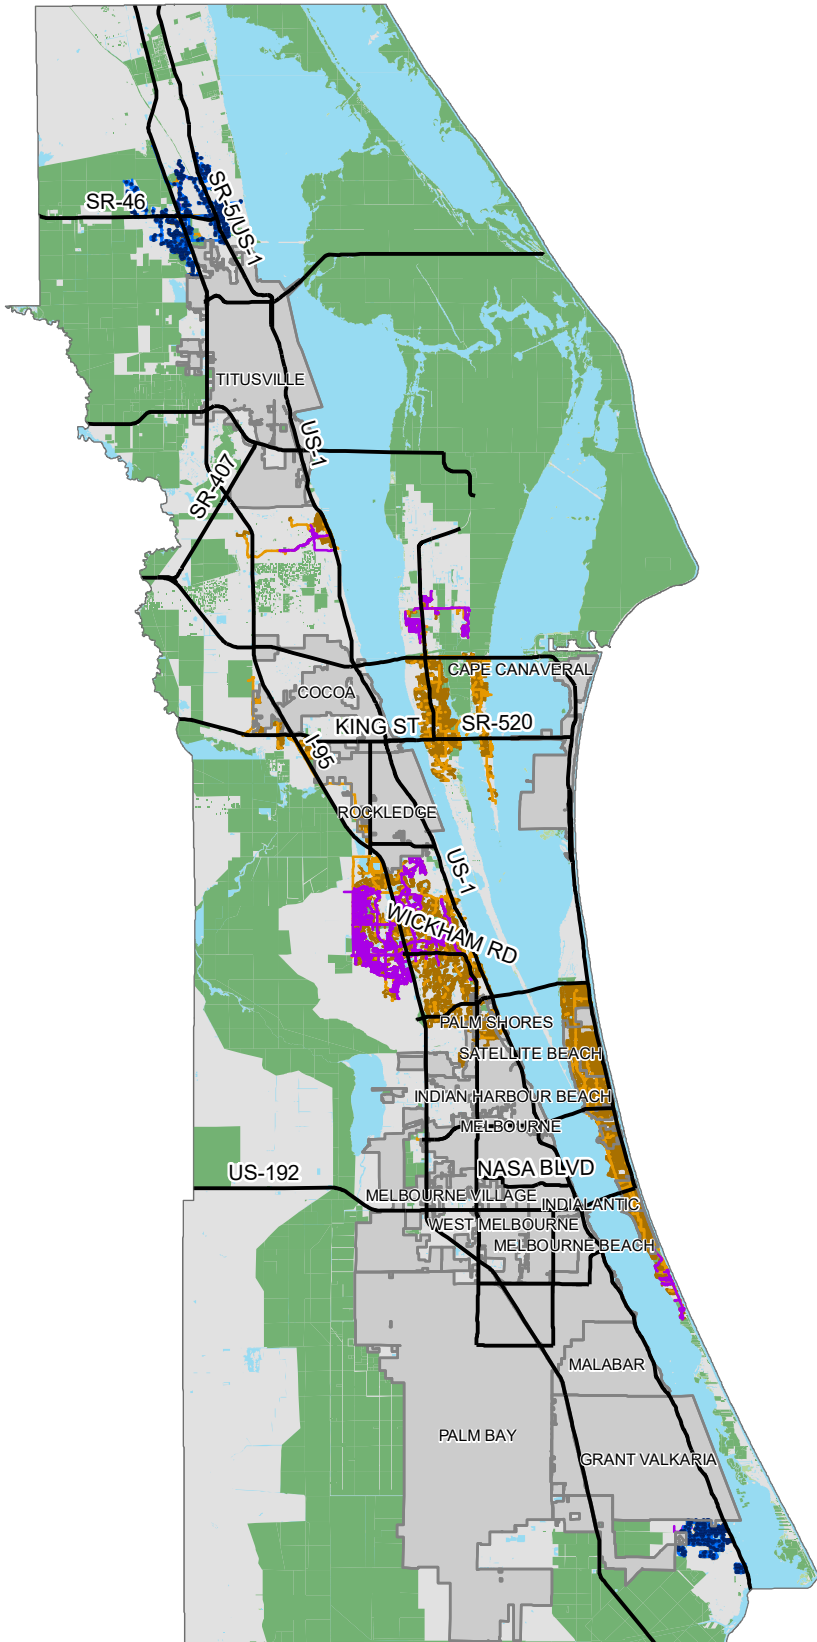 SR-46
SR-5/US-1
TITUSVILLE
US-1
SR-407
CAPE CANAVERAL
COCOA
KING ST
SR-520
I-95
ROCKLEDGE
US-1
WICKHAM RD
PALM SHORES
SATELLITE BEACH
INDIAN HARBOUR BEACH
MELBOURNE
NASA BLVD
US-192
MELBOURNE VILLAGE
INDIALANTIC
WEST MELBOURNE
MELBOURNE BEACH
MALABAR
PALM BAY
GRANT VALKARIA